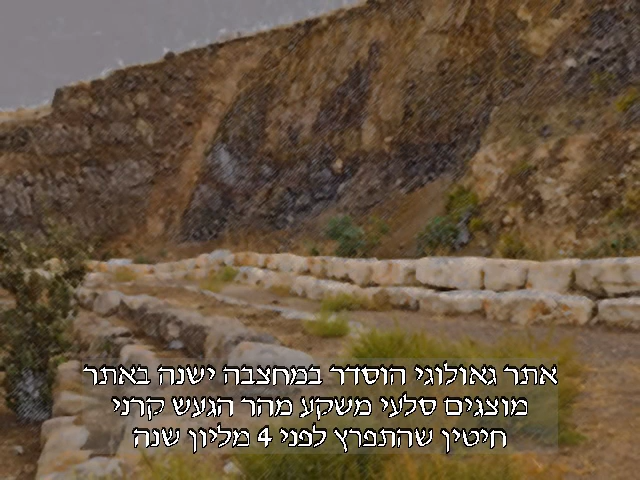 אתר גאולוגי הוסדר במחצבה ישנה באתר
מוצגים סלעי משקע מהר הגעש קרני
חיטין שהתפרץ לפני 4 מליון שנה